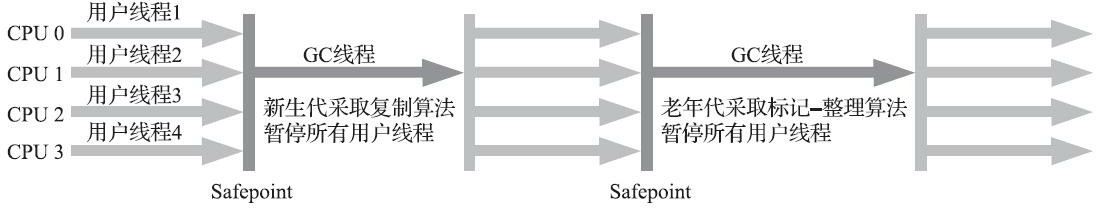 CPU 0
用户线程1
CPU 1
用户线程2
CPU 2
用户线程3
CPU 3
用户线程4
GC线程
新生代采取复制算法
暂停所有用户线程
Safepoint
GC线程
老年代采取标记-整理算法
暂停所有用户线程
Safepoint